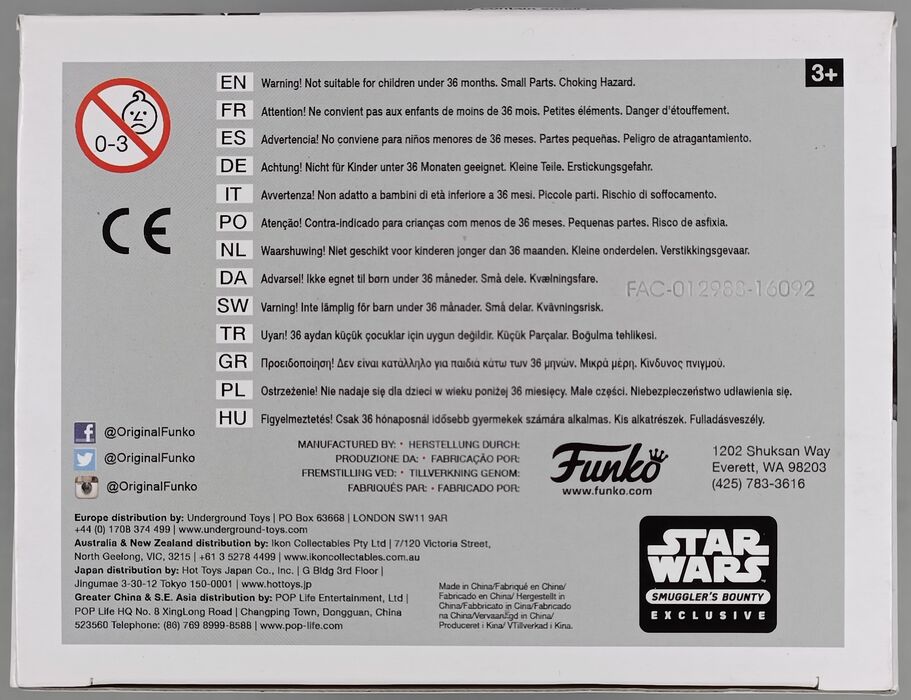 3+
0-3
CE
EN Warning! Not suitable for children under 36 months. Small Parts. Choking Hazard.
FR Attention! Ne convient pas aux enfants de moins de 36 mois. Petites éléments. Danger d'étouffement.
ES Advertencia! No conviene para niños menores de 36 meses. Partes pequeñas. Peligro de atragantamiento.
DE Achtung! Nicht für Kinder unter 36 Monaten geeignet. Kleine Teile. Erstickungsgefahr.
IT Avvertenza! Non adatto a bambini di età inferiore a 36 mesi. Piccole parti. Rischio di soffocamento.
PO Atenção! Contra-indicado para crianças com menos de 36 meses. Pequenas partes. Risco de asfixia.
NL Waarshuwing! Niet geschikt voor kinderen jonger dan 36 maanden. Kleine onderdelen. Verstikkingsgevaar.
DA Advarsel! Ikke egnet til børn under 36 måneder. Små dele. Kvælningsfare.
FAC-012988-16092
SW Varning! Inte lämplig för barn under 36 månader. Små delar. Kvävningsrisk.
TR Uyarı! 36 aydan küçük çocuklar için uygun değildir. Küçük Parçalar. Boğulma tehlikesi.
GR Προειδοποίηση! Δεν είναι κατάλληλο για παιδιά κάτω των 36 μηνών. Μικρά μέρη. Κίνδυνος πνιγμού.
PL Ostrzeżenie! Nie nadaje się dla dzieci w wieku poniżej 36 miesięcy. Małe części. Niebezpieczeństwo udławienia się.
HU Figyelmeztetés! Csak 36 hónaposnál idősebb gyermekek számára alkalmas. Kis alkatrészek. Fulladásveszély.
@OriginalFunko
@OriginalFunko
@OriginalFunko
MANUFACTURED BY: • HERSTELLUNG DURCH:
PRODUZIONE DA: • FABRICAÇÃO POR:
FREMSTILLING VED: • TILLVERKNING GENOM:
FABRIQUÉS PAR: • FABRICADO POR:
Funko
www.funko.com
1202 Shuksan Way
Everett, WA 98203
(425) 783-3616
Europe distribution by: Underground Toys | PO Box 63668 | LONDON SW11 9AR
+44 (0) 1708 374 499 | www.underground-toys.com
Australia & New Zealand distribution by: Ikon Collectables Pty Ltd | 7/120 Victoria Street,
North Geelong, VIC, 3215 | +61 3 5278 4499 | www.ikoncollectables.com.au
Japan distribution by: Hot Toys Japan Co., Inc. | G Bldg 3rd Floor |
Jingumae 3-30-12 Tokyo 150-0001 | www.hottoys.jp
Greater China & S.E. Asia distribution by: POP Life Entertainment, Ltd |
POP Life HQ No. 8 XingLong Road | Changping Town, Dongguan, China
523560 Telephone: (86) 769 8999-8588 | www.pop-life.com
Made in China/Fabriqué en Chine/
Fabricado en China/ Hergestellt in
China/Fabbricato in Cina/Fabricado
na China/Vervaardigd in China/
Produceret i Kina/ VTillverkad i Kina.
STAR
WARS
SMUGGLER'S BOUNTY
EXCLUSIVE